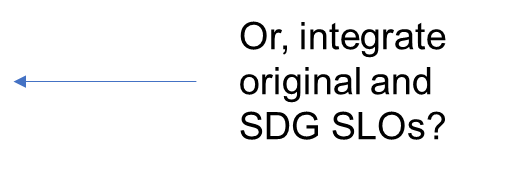 Or, integrate
original and
SDG SLOs?